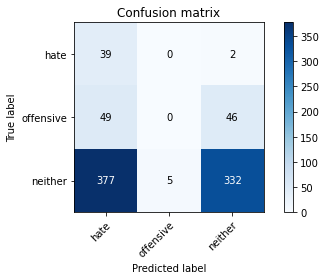 Confusion matrix
hate 39 0 2
offensive 49 0 46
neither 377 5 332
hate offensive neither
True label
Predicted label
350
300
250
200
150
100
50
0